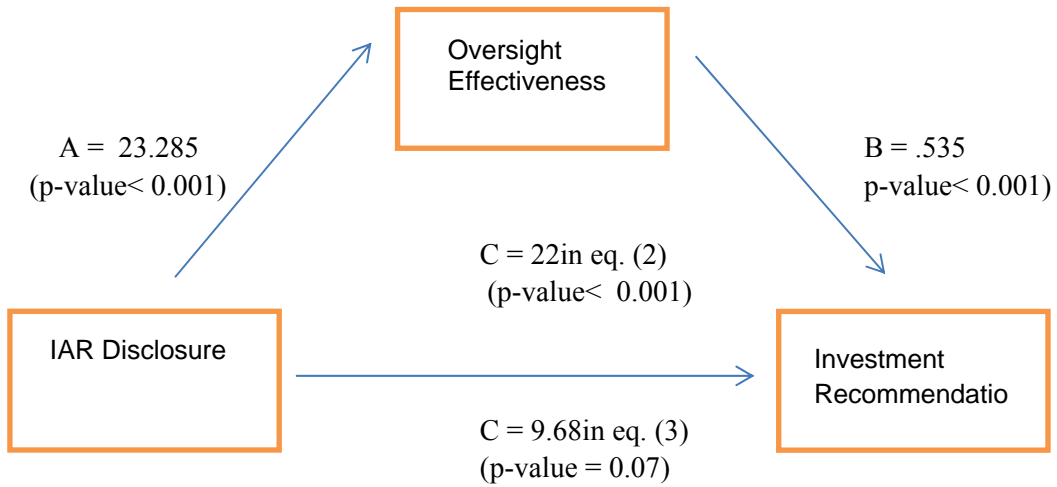 Oversight
Effectiveness
A =  23.285
(p-value< 0.001)
B = .535
p-value< 0.001)
C = 22in eq. (2)
(p-value<  0.001)
IAR Disclosure
Investment
Recommendatio
C = 9.68in eq. (3)
(p-value = 0.07)